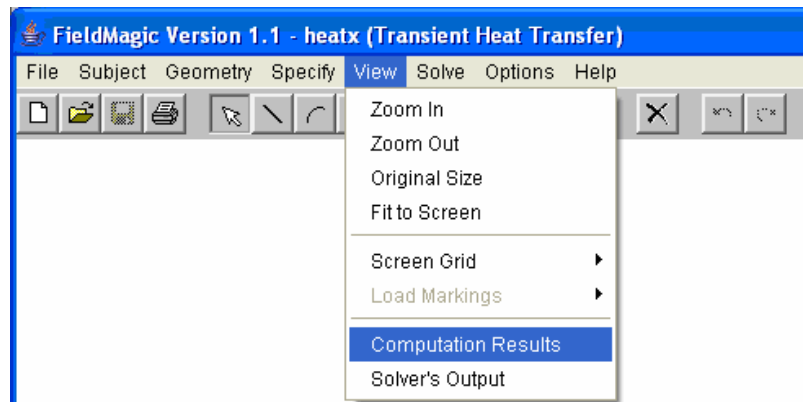 FieldMagic Version 1.1 - heatx (Transient Heat Transfer)
File Subject Geometry Specify View Solve Options Help
Zoom In
Zoom Out
Original Size
Fit to Screen
Screen Grid
Load Markings
Computation Results
Solver's Output